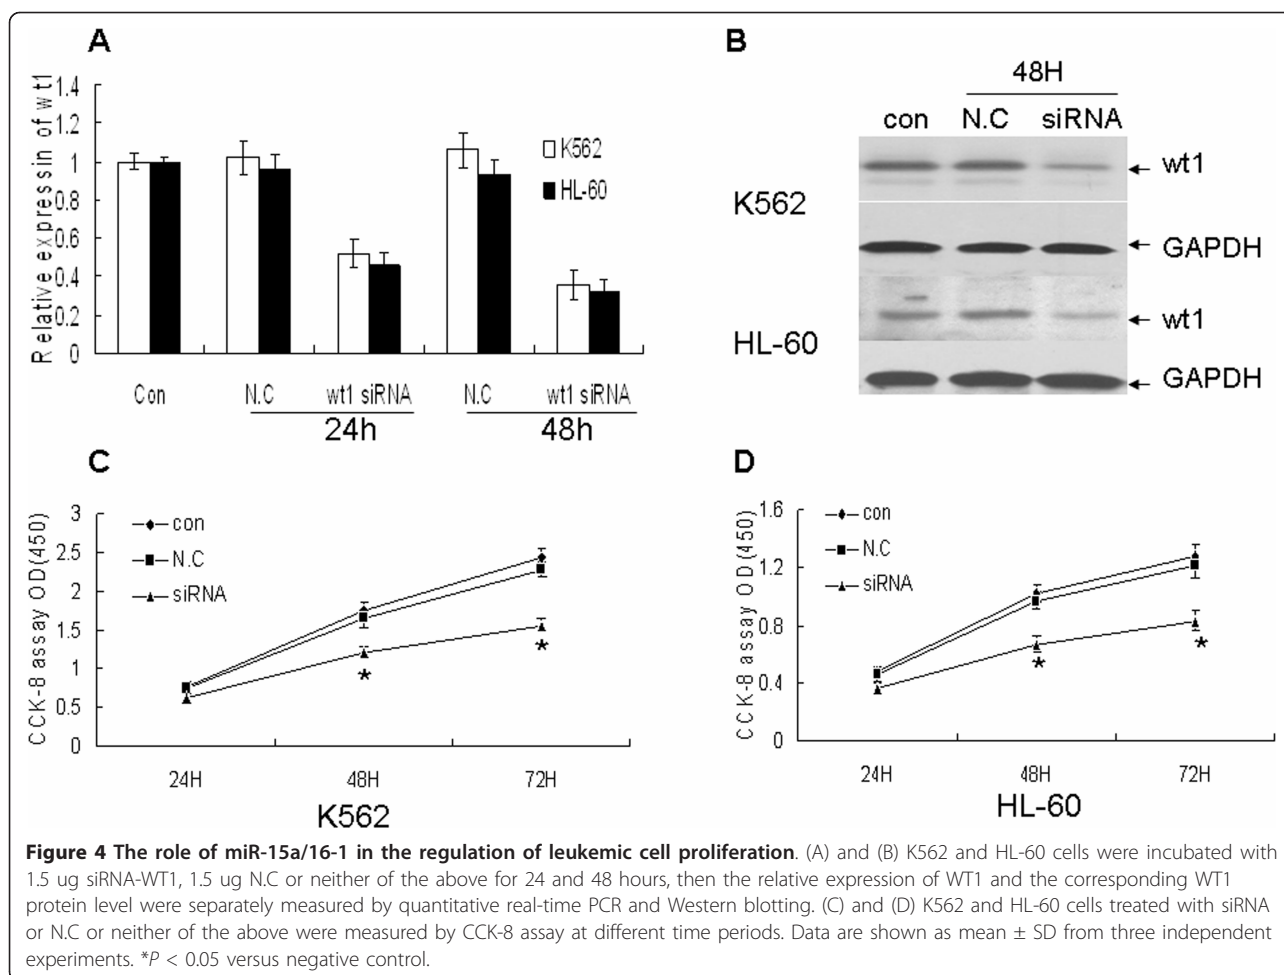 A
Relative expressin of wt1
1.4
1.2
1
0.8
0.6
0.4
0.2
0
K562
HL-60
Con
N.C
wt1 siRNA
N.C
wt1 siRNA
24h
48h
B
48H
con
N.C
siRNA
K562
wt1
GAPDH
HL-60
wt1
GAPDH
C
CCK-8 assay OD(450)
3
2.5
2
1.5
1
0.5
0
con
N.C
siRNA
*
*
24H
48H
72H
K562
D
CCK-8 assay OD(450)
1.6
1.2
0.8
0.4
0
con
N.C
siRNA
*
*
24H
48H
72H
HL-60
Figure 4 The role of miR-15a/16-1 in the regulation of leukemic cell proliferation. (A) and (B) K562 and HL-60 cells were incubated with
1.5 ug siRNA-WT1, 1.5 ug N.C or neither of the above for 24 and 48 hours, then the relative expression of WT1 and the corresponding WT1
protein level were separately measured by quantitative real-time PCR and Western blotting. (C) and (D) K562 and HL-60 cells treated with siRNA
or N.C or neither of the above were measured by CCK-8 assay at different time periods. Data are shown as mean ± SD from three independent
experiments. *P < 0.05 versus negative control.